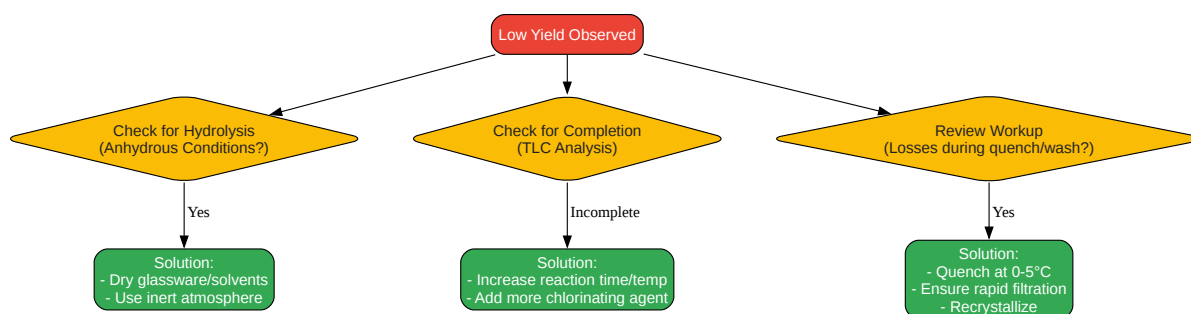 Low Yield Observed
Check for Hydrolysis
(Anhydrous Conditions?)
Check for Completion
(TLC Analysis)
Review Workup
(Losses during quench/wash?)
Yes
Incomplete
Yes
Solution:
- Dry glassware/solvents
- Use inert atmosphere
Solution:
- Increase reaction time/temp
- Add more chlorinating agent
Solution:
- Quench at 0-5°C
- Ensure rapid filtration
- Recrystallize